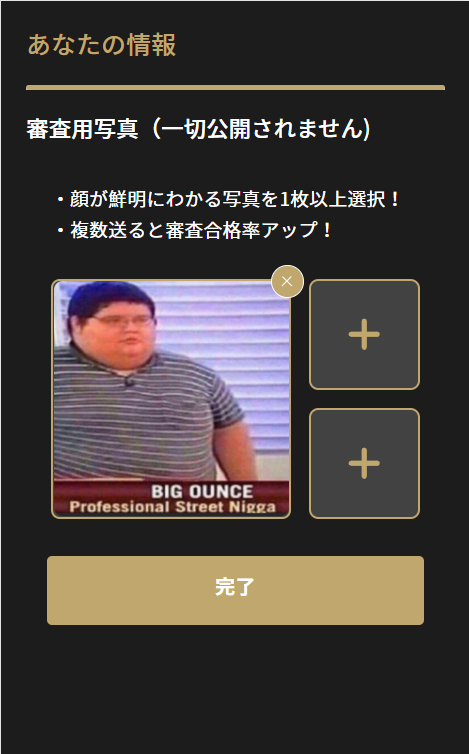 あなたの情報
審査用写真（一切公開されません)
・顔が鮮明にわかる写真を1枚以上選択！
・複数送ると審査合格率アップ！
BIG OUNCE
Professional Street Nigga
完了